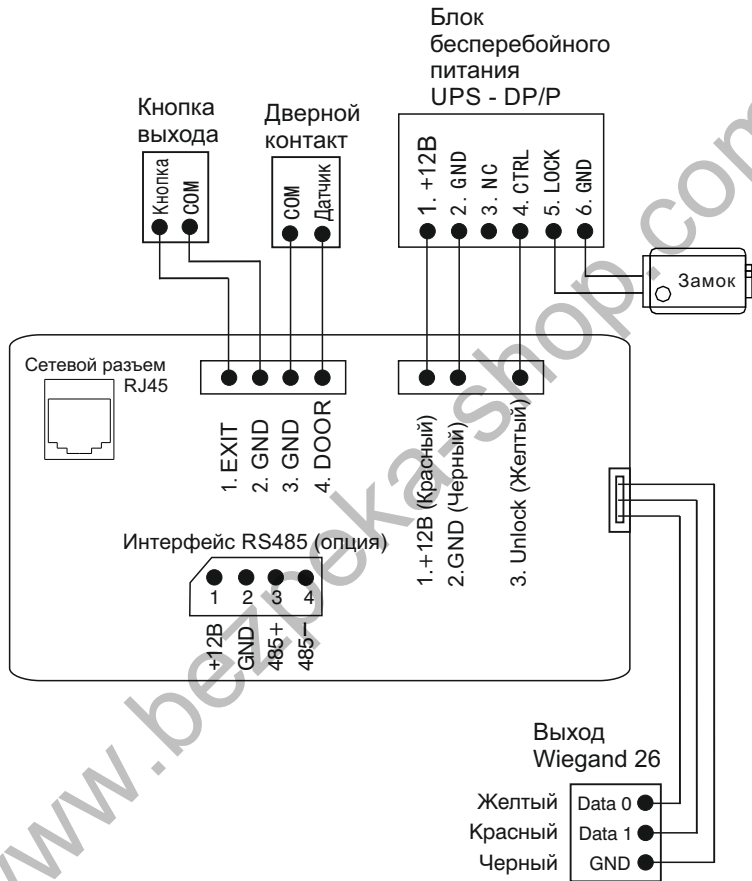 Блок
бесперебойного
питания
UPS - DP/P
Кнопка
выхода
Дверной
контакт
Кнопка
COM
COM
Датчик
1. +12В
2. GND
3. NC
4. CTRL
5. LOCK
6. GND
Замок
Сетевой разъем
RJ45
1. EXIT
2. GND
3. GND
4. DOOR
1.+12В (Красный)
2.GND (Черный)
3. Unlock (Желтый)
Интерфейс RS485 (опция)
1 2 3 4
+12В
GND
485+
485−
Выход
Wiegand 26
Желтый Data 0
Красный Data 1
Черный GND
www.bezpeka-shop.com